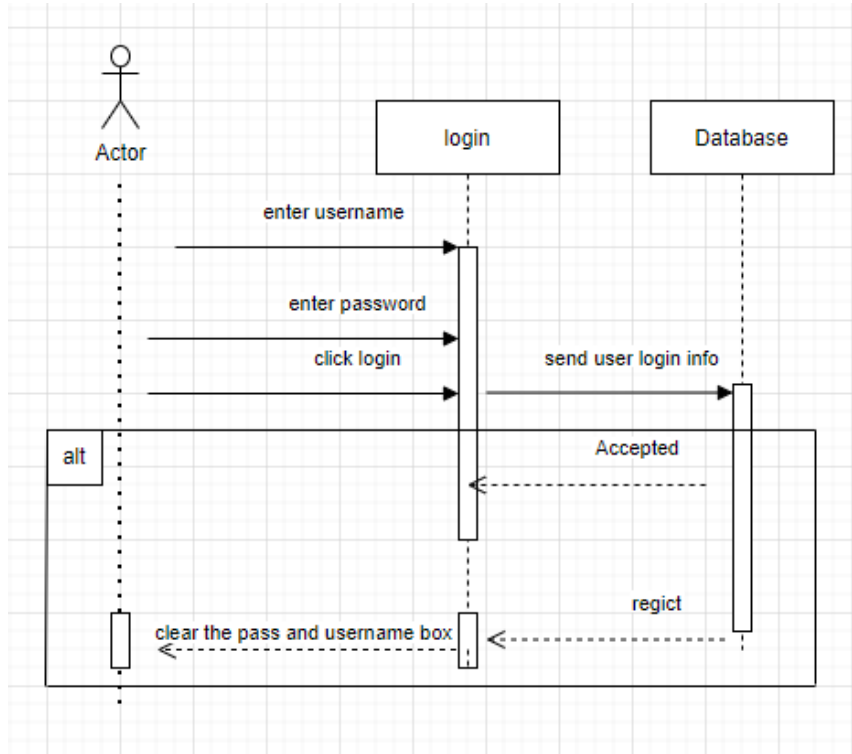 Actor
login
Database
enter username
enter password
click login
send user login info
alt
Accepted
regict
clear the pass and username box